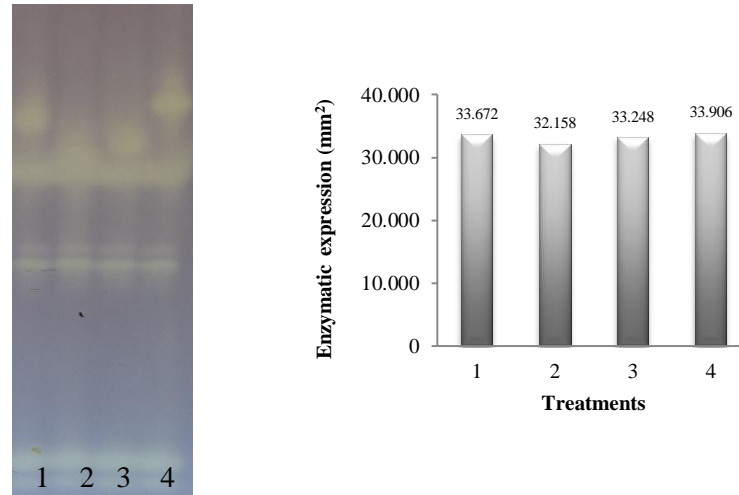 1 2 3 4
Enzymatic expression (mm²)
40.000
30.000
20.000
10.000
0
33.672
32.158
33.248
33.906
1 2 3 4
Treatments